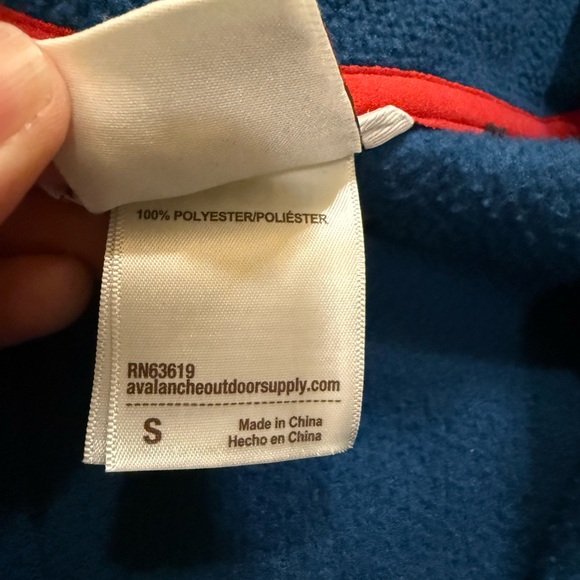 100% POLYESTER/POLIÉSTER
RN63619
avalancheoutdoorsupply.com
S
Made in China
Hecho en China